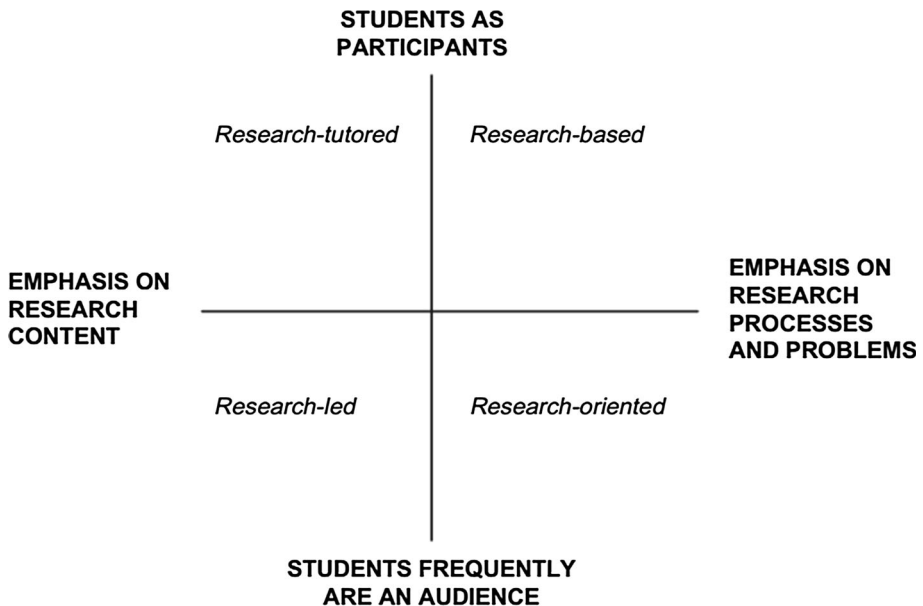 STUDENTS AS
PARTICIPANTS
Research-tutored
Research-based
EMPHASIS ON
RESEARCH
CONTENT
EMPHASIS ON
RESEARCH
PROCESSES
AND PROBLEMS
Research-led
Research-oriented
STUDENTS FREQUENTLY
ARE AN AUDIENCE